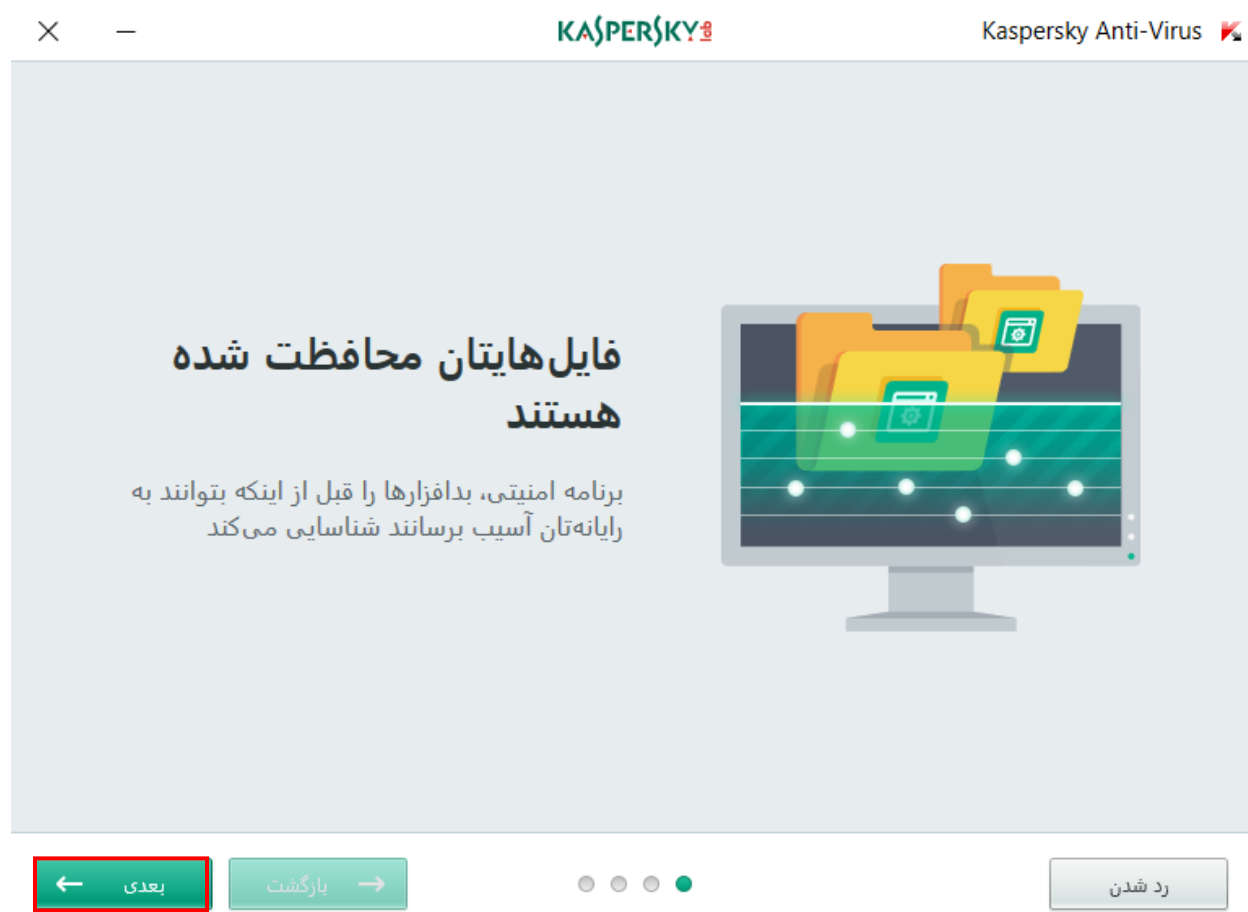 Kaspersky Anti-Virus
KASPERSKY lab
فایل‌هایتان محافظت شده
هستند
برنامه امنیتی، بدافزارها را قبل از اینکه بتوانند به
رایانه‌تان آسیب برسانند شناسایی می‌کند
رد شدن
بازگشت
بعدی